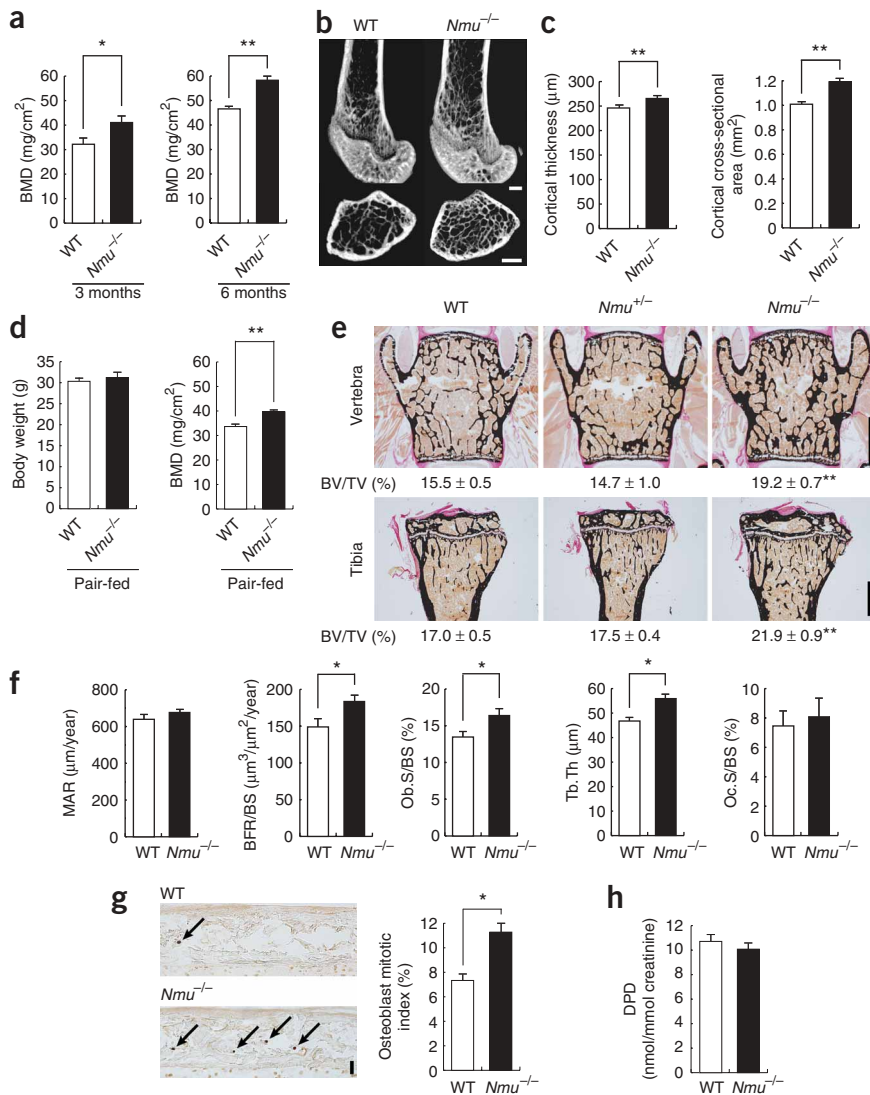 a
*
60
50
40
30
20
10
0
BMD (mg/cm²)
WT
Nmu⁻/⁻
3 months
**
60
50
40
30
20
10
0
BMD (mg/cm²)
WT
Nmu⁻/⁻
6 months
b
WT Nmu⁻/⁻
c
**
300
250
200
150
100
50
0
Cortical thickness (μm)
WT
Nmu⁻/⁻
**
1.2
1.0
0.8
0.6
0.4
0.2
0
Cortical cross-sectional
area (mm²)
WT
Nmu⁻/⁻
d
35
30
25
20
15
10
5
0
Body weight (g)
WT
Nmu⁻/⁻
Pair-fed
**
60
50
40
30
20
10
0
BMD (mg/cm²)
WT
Nmu⁻/⁻
Pair-fed
e
WT Nmu⁺/⁻ Nmu⁻/⁻
Vertebra
BV/TV (%) 15.5 ± 0.5 14.7 ± 1.0 19.2 ± 0.7**
Tibia
BV/TV (%) 17.0 ± 0.5 17.5 ± 0.4 21.9 ± 0.9**
f
800
600
400
200
0
MAR (μm/year)
WT Nmu⁻/⁻
*
200
150
100
50
0
BFR/BS (μm³/μm²/year)
WT Nmu⁻/⁻
*
20
15
10
5
0
Ob.S/BS (%)
WT Nmu⁻/⁻
*
60
50
40
30
20
10
0
Tb.Th (μm)
WT Nmu⁻/⁻
10
8
6
4
2
0
Oc.S/BS (%)
WT Nmu⁻/⁻
g
WT
Nmu⁻/⁻
*
12
10
8
6
4
2
0
Osteoblast mitotic
index (%)
WT Nmu⁻/⁻
h
12
10
8
6
4
2
0
DPD
(nmol/mmol creatinine)
WT Nmu⁻/⁻